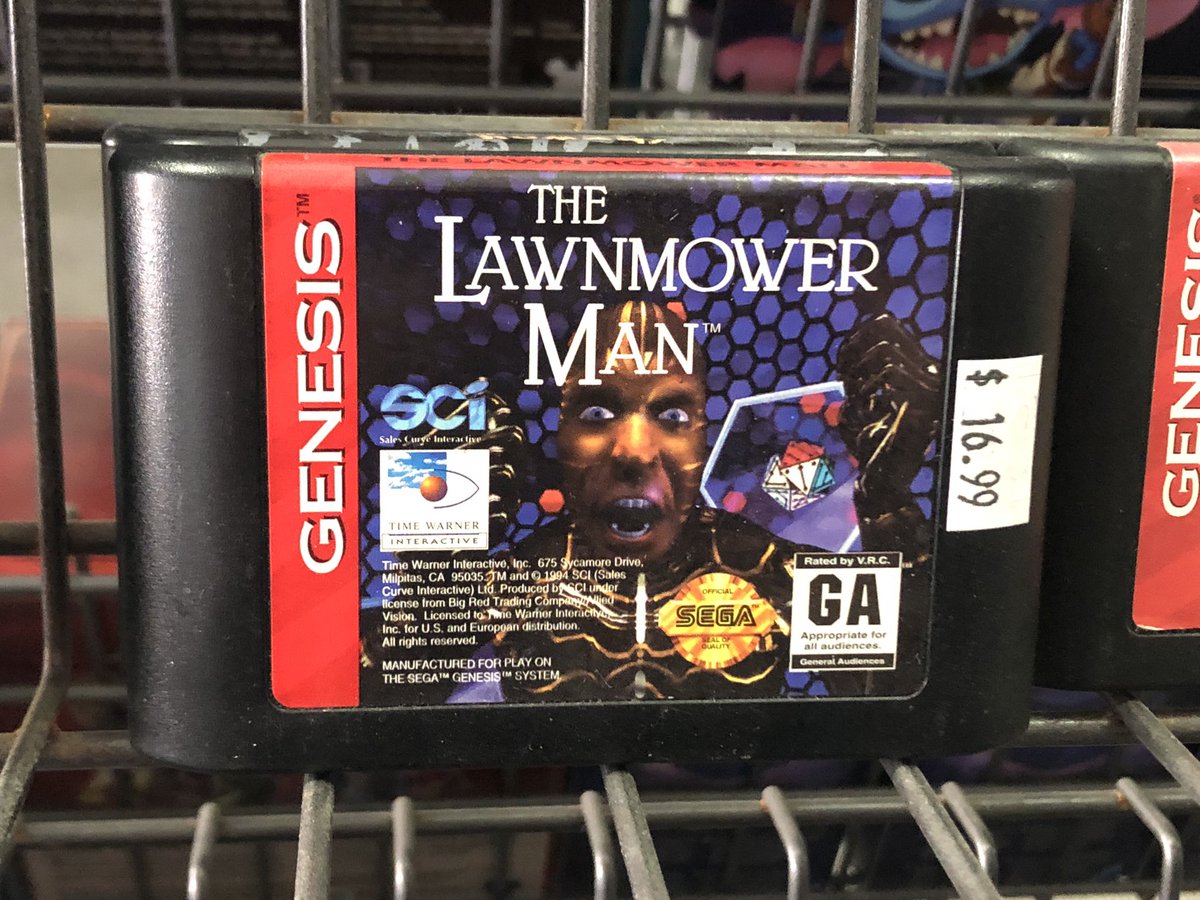 THE LAWNMOWER MAN
GENESIS™
THE
LAWNMOWER
MAN™
SCi
Sales Curve Interactive
TIME WARNER
INTERACTIVE
Time Warner Interactive, Inc. 675 Sycamore Drive,
Milpitas, CA 95035. TM and © 1994 SCI (Sales
Curve Interactive) Ltd. Produced by SCI under
license from Big Red Trading Company/Allied
Vision. Licensed to Time Warner Interactive,
Inc. for U.S. and European distribution.
All rights reserved.
MANUFACTURED FOR PLAY ON
THE SEGA™ GENESIS™ SYSTEM
OFFICIAL
SEGA™
SEAL OF
QUALITY
Rated by V.R.C.
GA
Appropriate for
all audiences.
General Audiences
$ 16.99
GENESIS